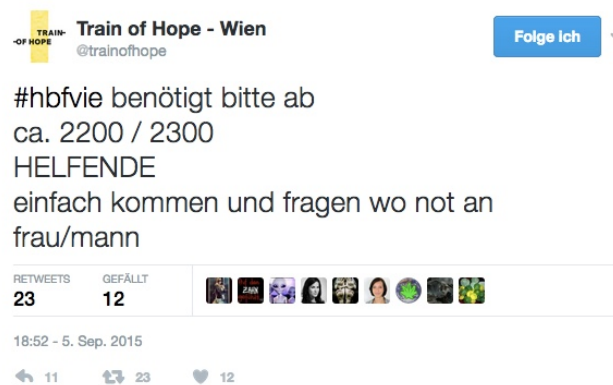 TRAIN-
-OF HOPE
Train of Hope - Wien
@trainofhope
Folge ich
#hbfvie benötigt bitte ab
ca. 2200 / 2300
HELFENDE
einfach kommen und fragen wo not an
frau/mann
RETWEETS GEFÄLLT
23 12
18:52 - 5. Sep. 2015
11 23 12